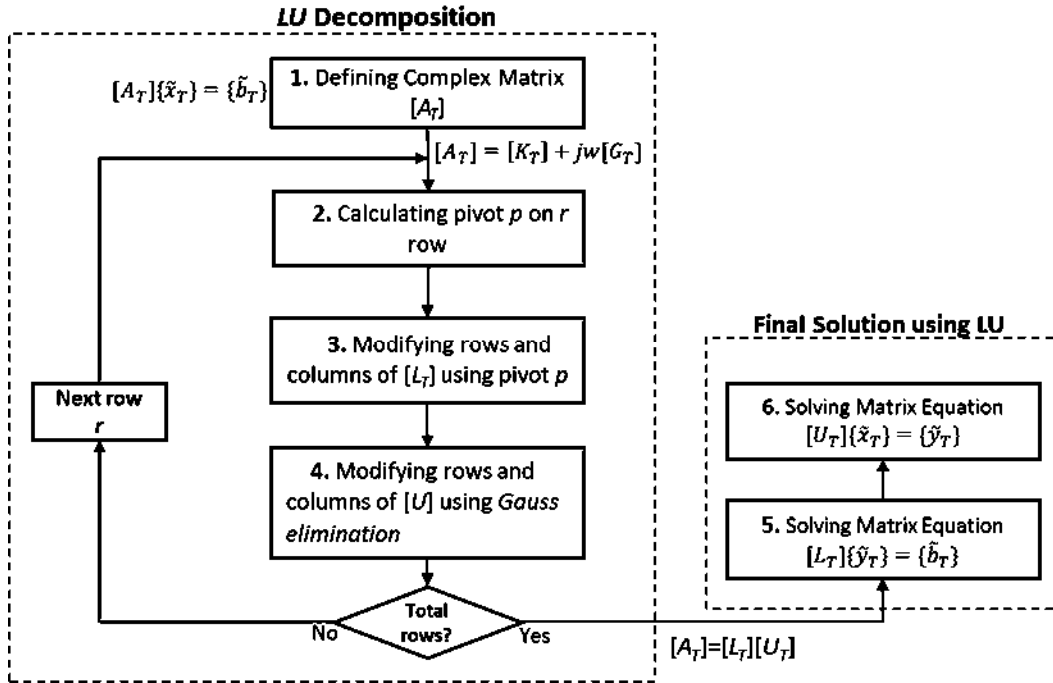 LU Decomposition
[A_T]{x̃_T} = {b̃_T}
1. Defining Complex Matrix
[A_T]
[A_T] = [K_T] + jw[G_T]
2. Calculating pivot p on r
row
3. Modifying rows and
columns of [L_T] using pivot p
Next row
r
4. Modifying rows and
columns of [U] using Gauss
elimination
Total
rows?
No
Yes
[A_T]=[L_T][U_T]
Final Solution using LU
6. Solving Matrix Equation
[U_T]{x̃_T} = {ỹ_T}
5. Solving Matrix Equation
[L_T]{ỹ_T} = {b̃_T}